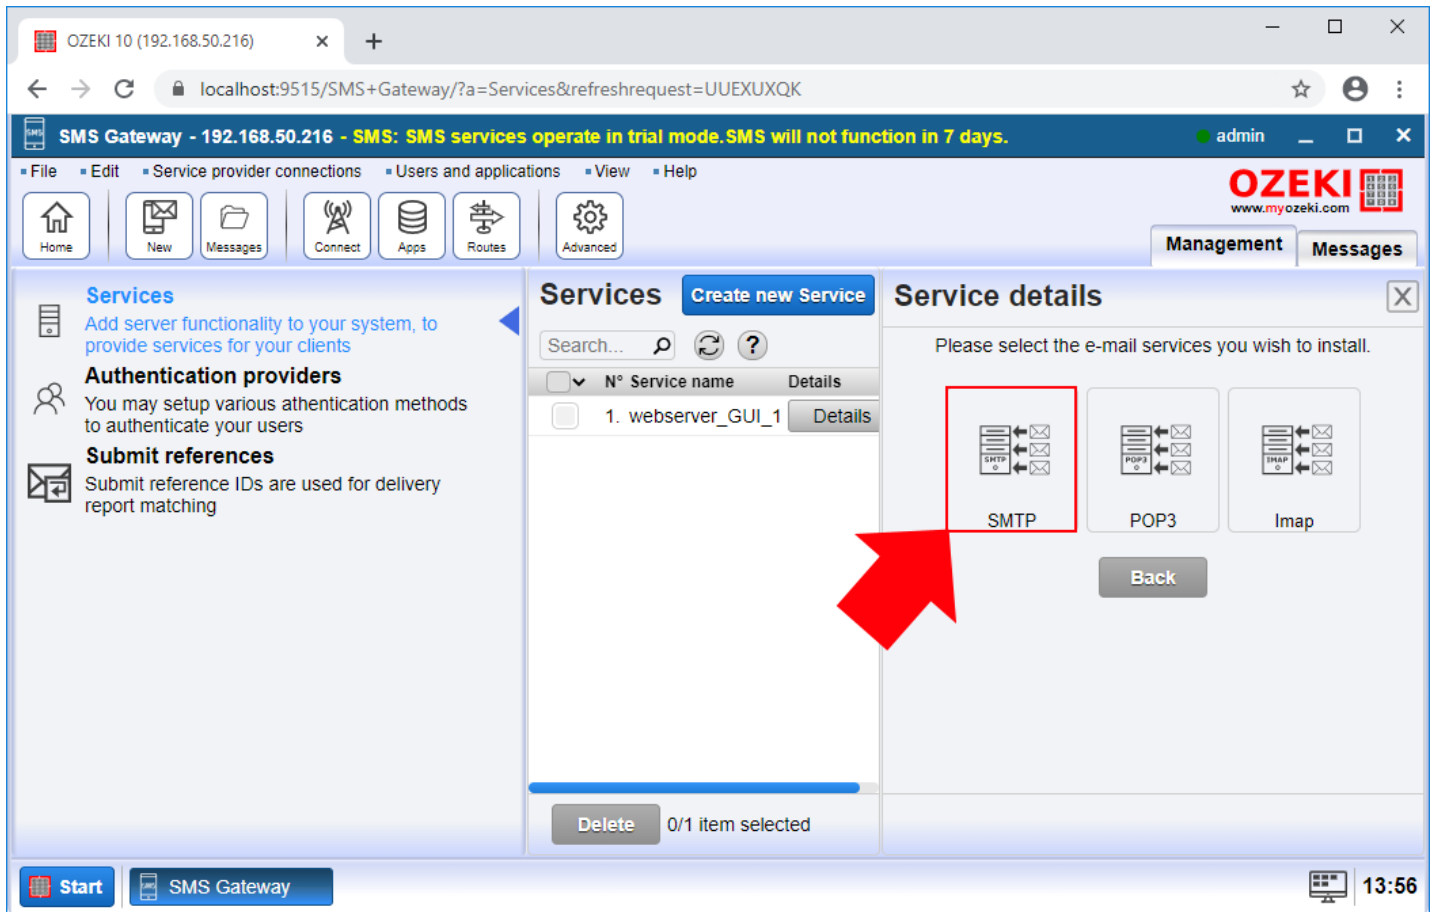 OZEKI 10 (192.168.50.216)
localhost:9515/SMS+Gateway/?a=Services&refreshrequest=UUEXUXQK
SMS Gateway - 192.168.50.216 - SMS: SMS services operate in trial mode.SMS will not function in 7 days.
admin
File Edit Service provider connections Users and applications View Help
OZEKI
www.myozeki.com
Home New Messages Connect Apps Routes Advanced
Management Messages
Services
Add server functionality to your system, to
provide services for your clients
Authentication providers
You may setup various athentication methods
to authenticate your users
Submit references
Submit reference IDs are used for delivery
report matching
Services Create new Service
Search... ?
N° Service name Details
1. webserver_GUI_1 Details
Delete 0/1 item selected
Service details X
Please select the e-mail services you wish to install.
SMTP POP3 IMAP
SMTP POP3 Imap
Back
Start SMS Gateway 13:56